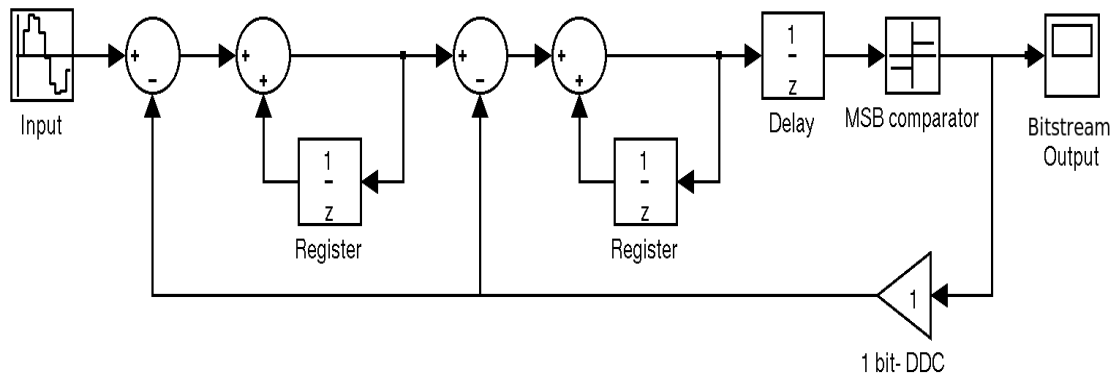 +
−
+
+
+
−
+
+
1
−
z
Input
Delay
MSB comparator
Bitstream
Output
1
−
z
Register
1
−
z
Register
1
1 bit- DDC